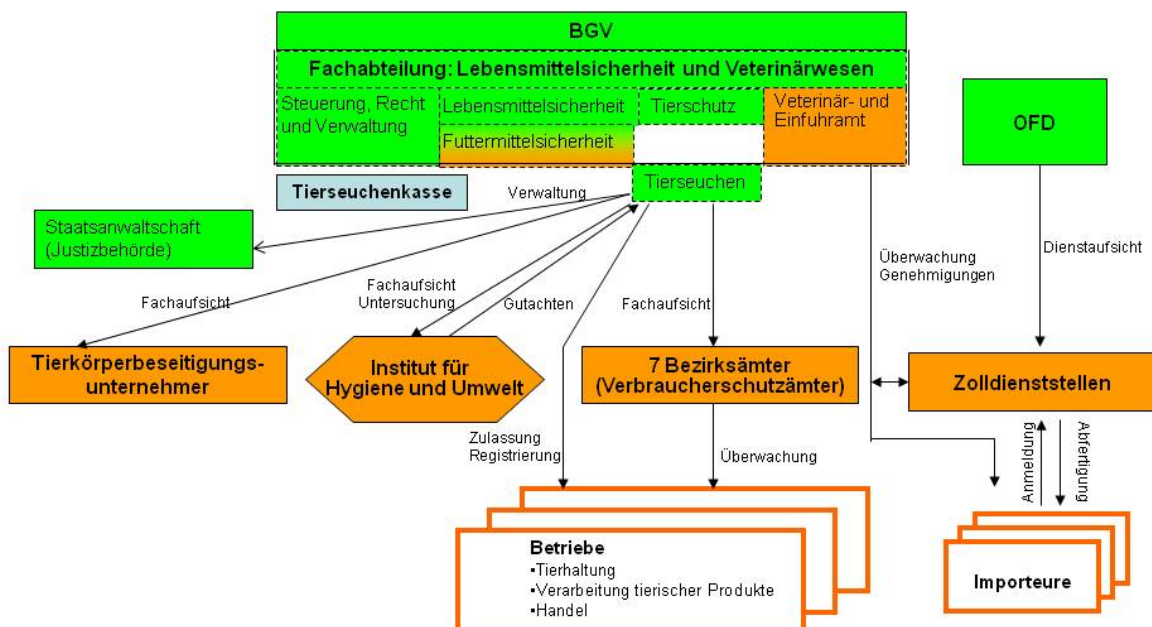 BGV
Fachabteilung: Lebensmittelsicherheit und Veterinärwesen
Steuerung, Recht
und Verwaltung
Lebensmittelsicherheit
Tierschutz
Veterinär- und
Einfuhramt
Futtermittelsicherheit
OFD
Tierseuchenkasse
Verwaltung
Tierseuchen
Staatsanwaltschaft
(Justizbehörde)
Fachaufsicht
Fachaufsicht
Untersuchung
Gutachten
Fachaufsicht
Überwachung
Genehmigungen
Dienstaufsicht
Tierkörperbeseitigungs-
unternehmer
Institut für
Hygiene und Umwelt
7 Bezirksämter
(Verbraucherschutzämter)
Zolldienststellen
Zulassung
Registrierung
Überwachung
Anmeldung
Abfertigung
Betriebe
▪Tierhaltung
▪Verarbeitung tierischer Produkte
▪Handel
Importeure